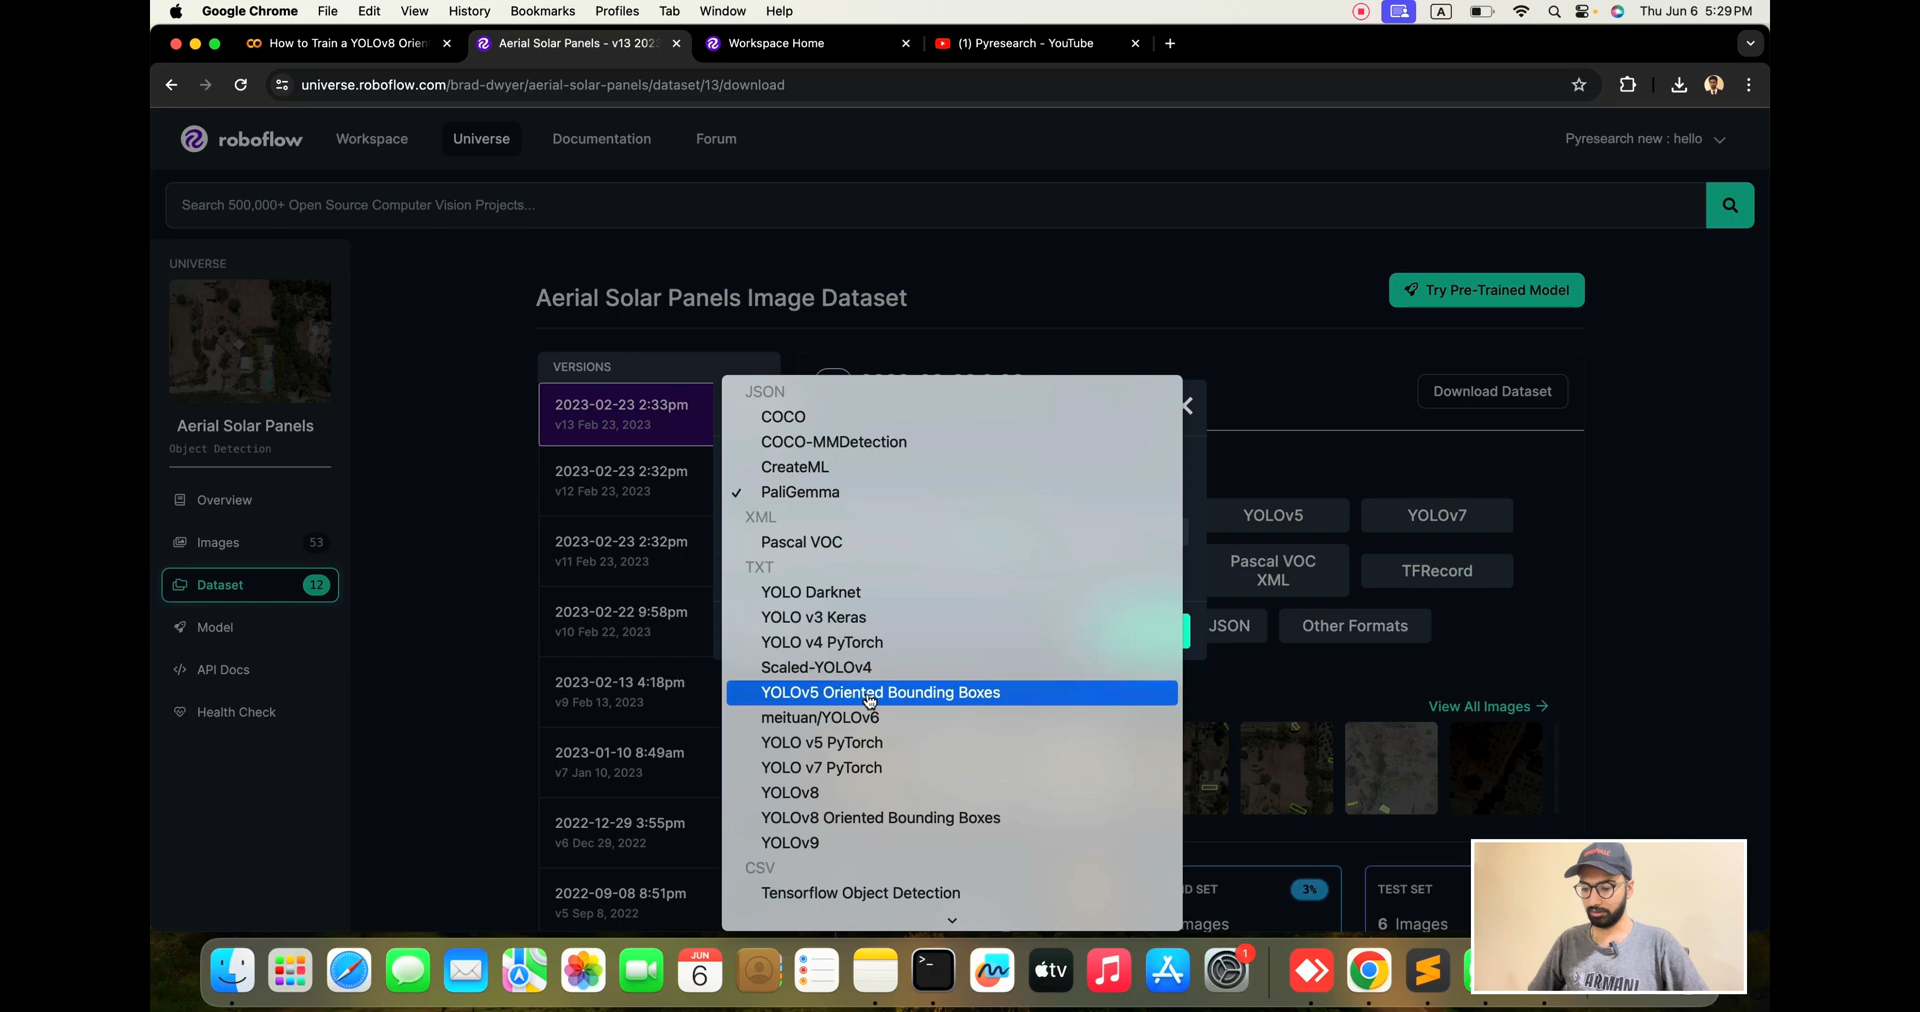 Google Chrome File Edit View History Bookmarks Profiles Tab Window Help A Thu Jun 6 5:29 PM
How to Train a YOLOv8 Orien Aerial Solar Panels - v13 202 Workspace Home (1) Pyresearch - YouTube
universe.roboflow.com/brad-dwyer/aerial-solar-panels/dataset/13/download
roboflow Workspace Universe Documentation Forum Pyresearch new : hello
Search 500,000+ Open Source Computer Vision Projects...
UNIVERSE
Aerial Solar Panels
Object Detection
Overview
Images 53
Dataset 12
Model
API Docs
Health Check
Aerial Solar Panels Image Dataset
Try Pre-Trained Model
VERSIONS
2023-02-23 2:33pm
v13 Feb 23, 2023
2023-02-23 2:32pm
v12 Feb 23, 2023
2023-02-23 2:32pm
v11 Feb 23, 2023
2023-02-22 9:58pm
v10 Feb 22, 2023
2023-02-13 4:18pm
v9 Feb 13, 2023
2023-01-10 8:49am
v7 Jan 10, 2023
2022-12-29 3:55pm
v6 Dec 29, 2022
2022-09-08 8:51pm
v5 Sep 8, 2022
JSON
COCO
COCO-MMDetection
CreateML
PaliGemma
XML
Pascal VOC
TXT
YOLO Darknet
YOLO v3 Keras
YOLO v4 PyTorch
Scaled-YOLOv4
YOLOv5 Oriented Bounding Boxes
meituan/YOLOv6
YOLO v5 PyTorch
YOLO v7 PyTorch
YOLOv8
YOLOv8 Oriented Bounding Boxes
YOLOv9
CSV
Tensorflow Object Detection
Download Dataset
YOLOv5 YOLOv7
Pascal VOC
XML
TFRecord
JSON Other Formats
View All Images
D SET 3%
mages
TEST SET
6 Images
JUN
6
tv
1
ARMANI